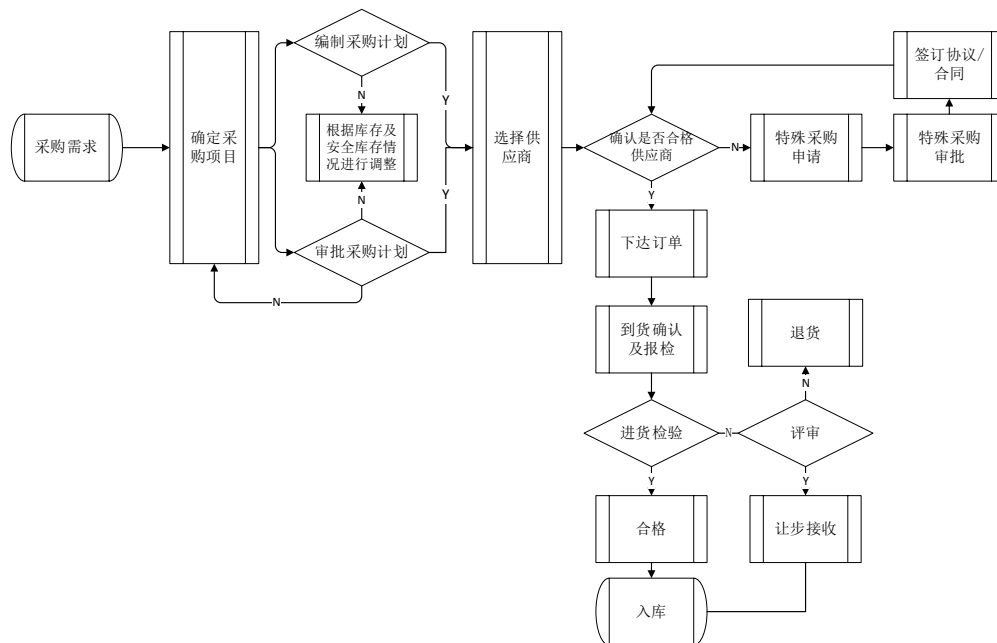 采购需求
确定采
购项目
编制采购计划
N
Y
根据库存及
安全库存情
况进行调整
N
Y
审批采购计划
N
选择供
应商
确认是否合格
供应商
N
特殊采购
申请
特殊采购
审批
签订协议/
合同
Y
下达订单
到货确认
及报检
退货
N
进货检验
N
评审
Y
Y
合格
让步接收
入库